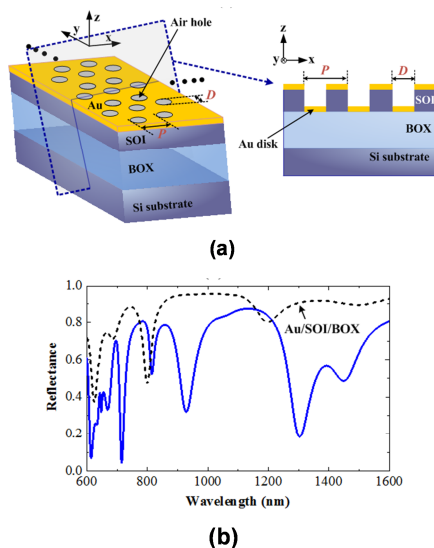 z
y
x
Air hole
Au
D
P
SOI
BOX
Si substrate
z
y
x
P
D
SOI
Au disk
BOX
Si substrate
(a)
1.0
0.8
0.6
0.4
0.2
0.0
Reflectance
Au/SOI/BOX
600
800
1000
1200
1400
1600
Wavelength (nm)
(b)